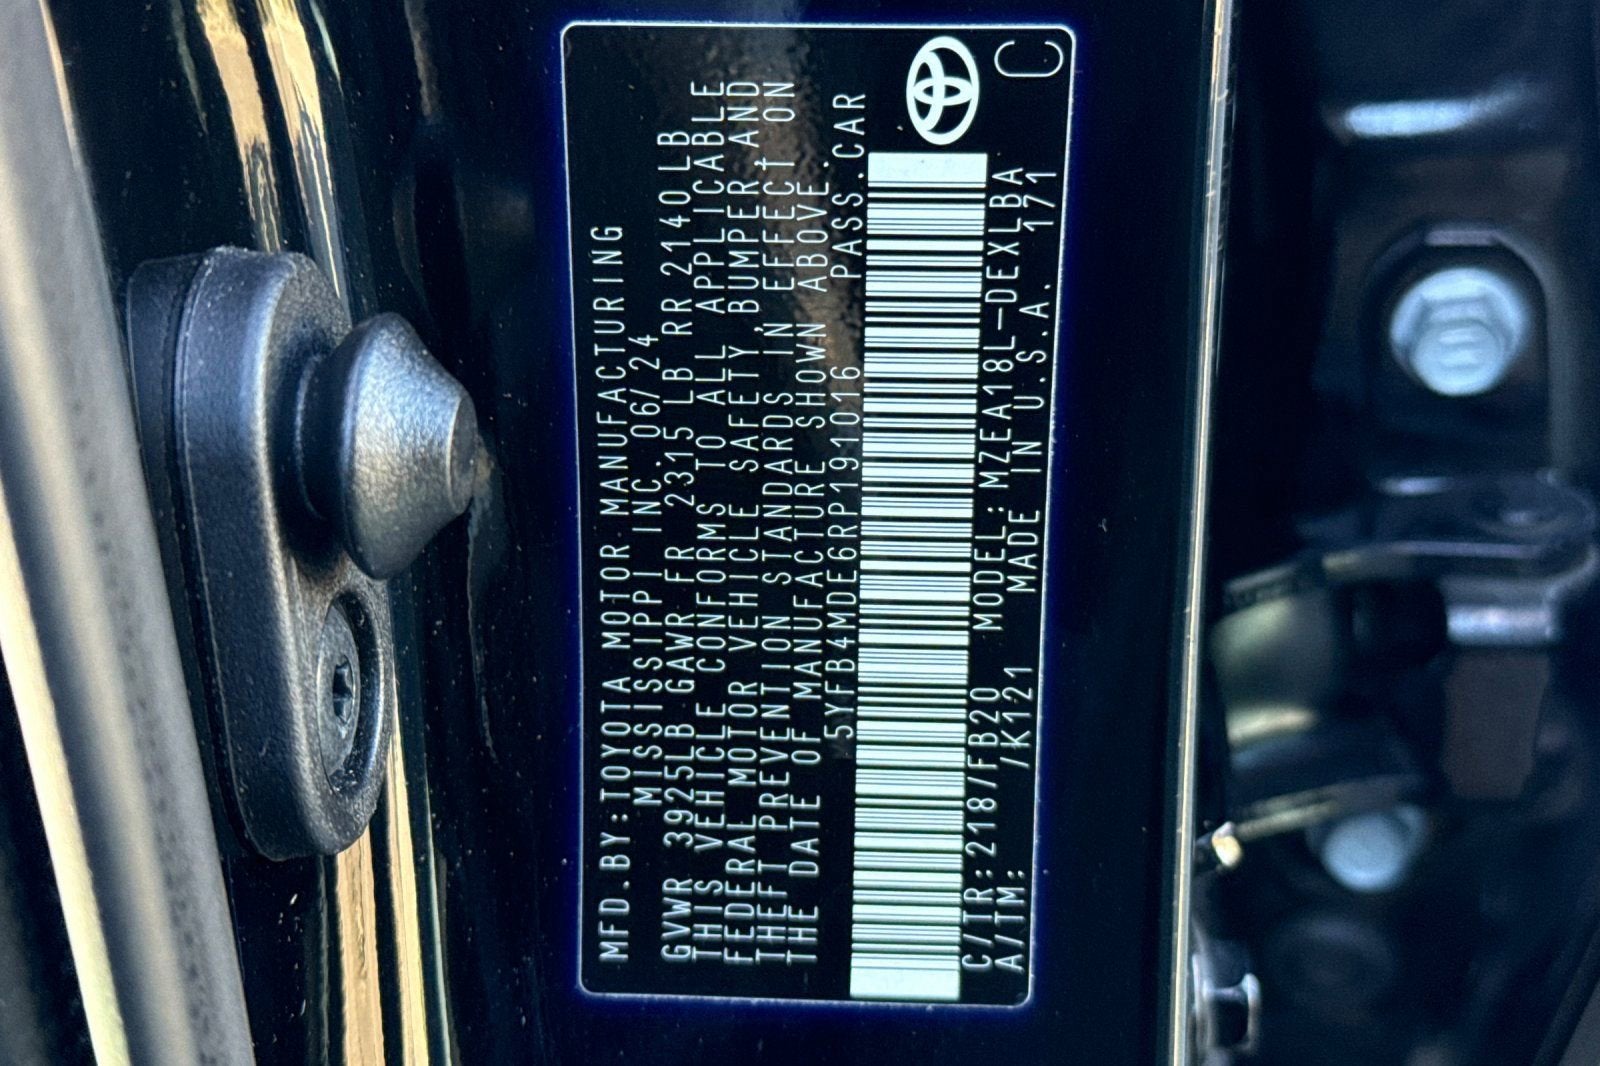 MFD.BY:TOYOTA MOTOR MANUFACTURING
MISSISSIPPI INC. 06/24
GVWR 3925LB GAWR FR 2315 LB RR 2140LB
THIS VEHICLE CONFORMS TO ALL APPLICABLE
FEDERAL MOTOR VEHICLE SAFETY,BUMPER,AND
THEFT PREVENTION STANDARDS IN EFFECT ON
THE DATE OF MANUFACTURE SHOWN ABOVE.
5YFB4MDE6RP191016 PASS.CAR
C/TR:218/FB20 MODEL:MZEA18L-DEXLBA
A/TM: /K121 MADE IN U.S.A. 171
C